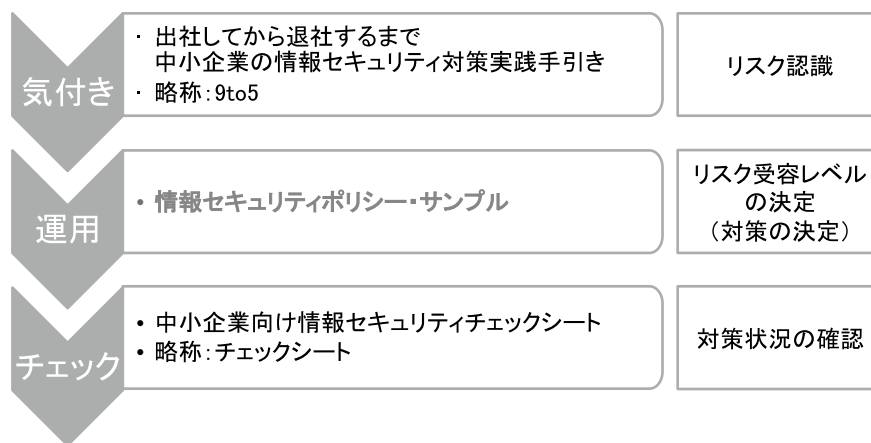 気付き
・ 出社してから退社するまで
中小企業の情報セキュリティ対策実践手引き
・ 略称：9to5
リスク認識
運用
• 情報セキュリティポリシー・サンプル
リスク受容レベル
の決定
（対策の決定）
チェック
• 中小企業向け情報セキュリティチェックシート
• 略称：チェックシート
対策状況の確認